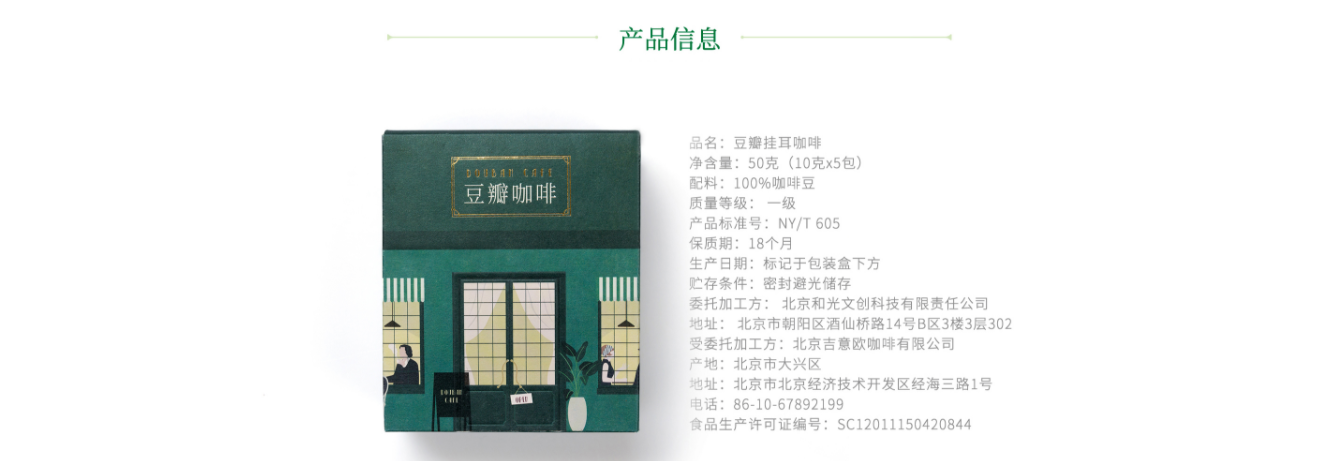 产品信息
DOUBAN CAFE
豆瓣咖啡
DOUBAN
CAFE
品名：豆瓣挂耳咖啡
净含量：50克（10克x5包）
配料：100%咖啡豆
质量等级： 一级
产品标准号：NY/T 605
保质期：18个月
生产日期：标记于包装盒下方
贮存条件：密封避光储存
委托加工方： 北京和光文创科技有限责任公司
地址： 北京市朝阳区酒仙桥路14号B区3楼3层302
受委托加工方：北京吉意欧咖啡有限公司
产地：北京市大兴区
地址：北京市北京经济技术开发区经海三路1号
电话：86-10-67892199
食品生产许可证编号：SC12011150420844